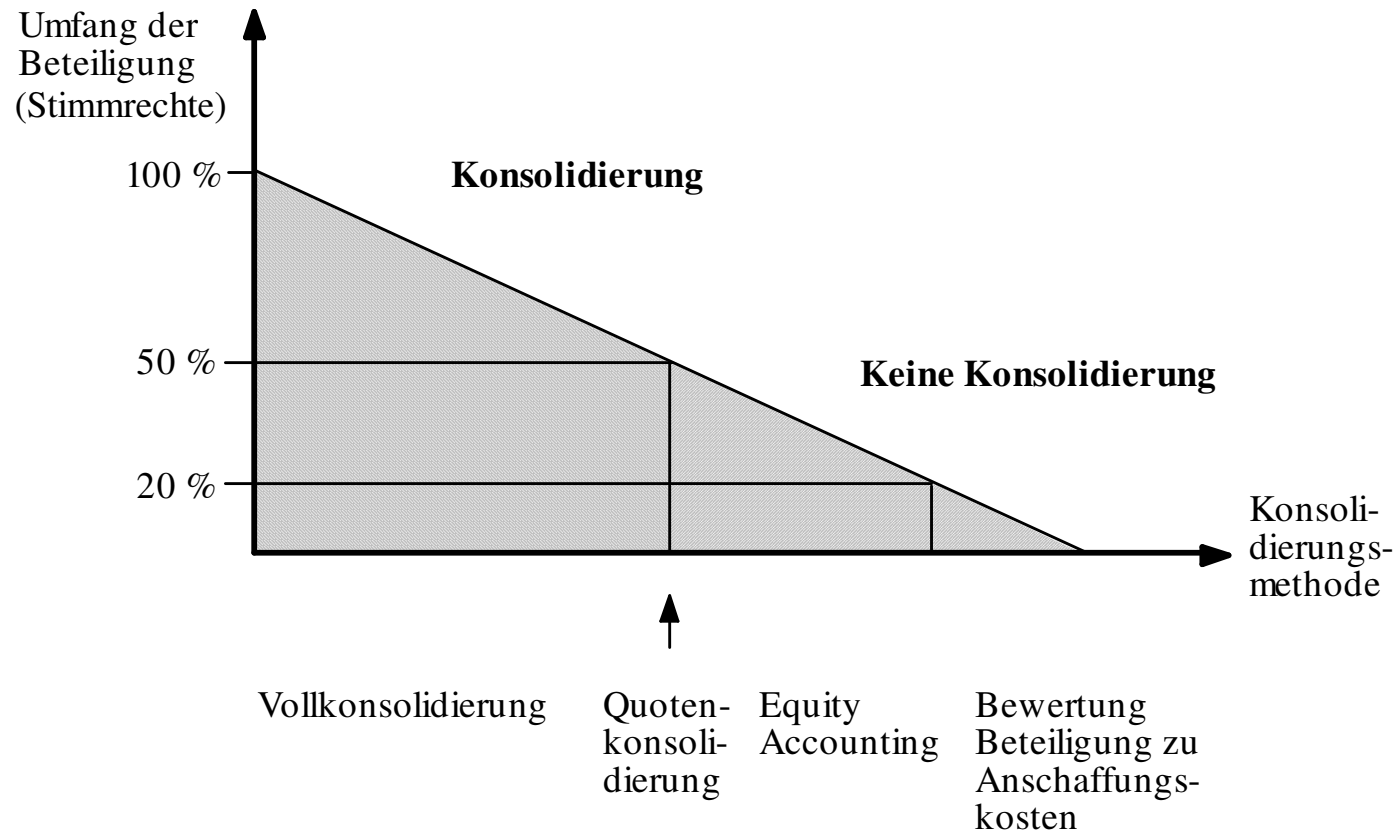 Umfang der
Beteiligung
(Stimmrechte)
100 %
Konsolidierung
50 %
Keine Konsolidierung
20 %
Konsoli-
dierungs-
methode
Vollkonsolidierung
Quoten-
konsoli-
dierung
Equity
Accounting
Bewertung
Beteiligung zu
Anschaffungs-
kosten